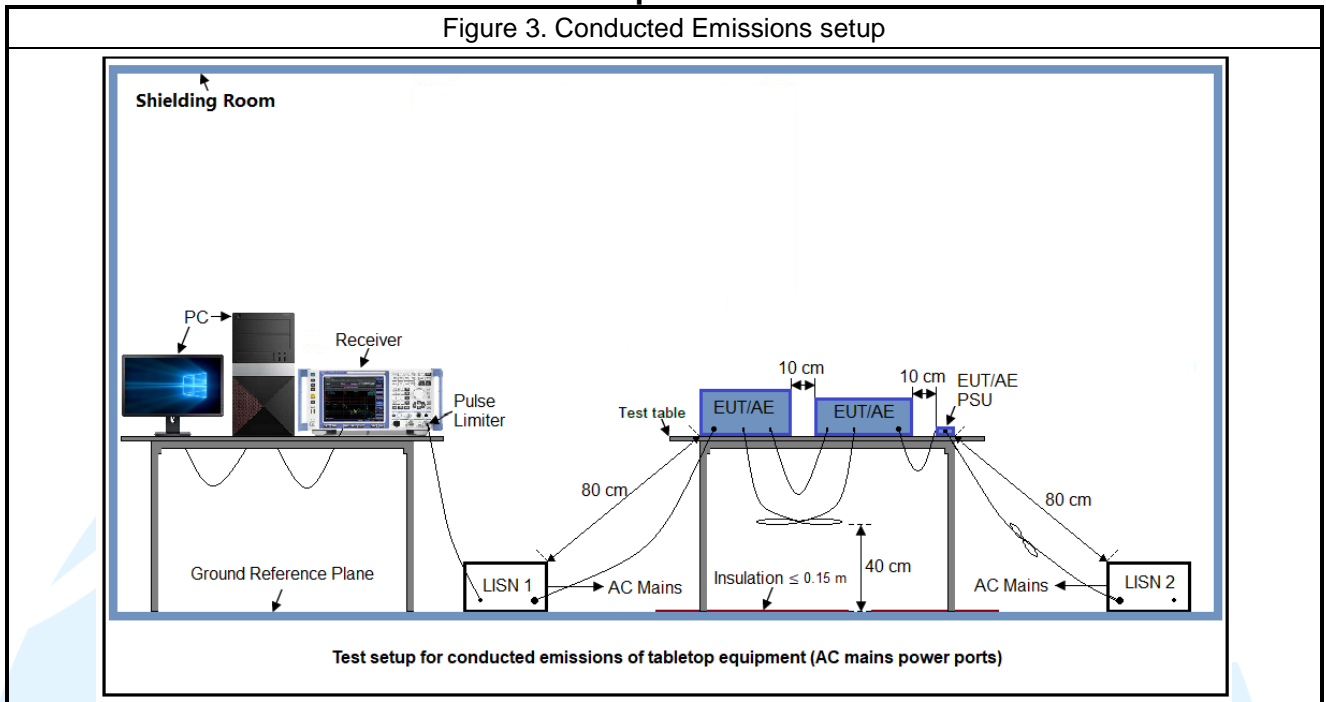 Figure 3. Conducted Emissions setup
Shielding Room
PC
Receiver
Pulse
Limiter
10 cm
10 cm
EUT/AE
PSU
Test table
EUT/AE
EUT/AE
80 cm
80 cm
40 cm
Ground Reference Plane
LISN 1
AC Mains
Insulation ≤ 0.15 m
AC Mains
LISN 2
Test setup for conducted emissions of tabletop equipment (AC mains power ports)